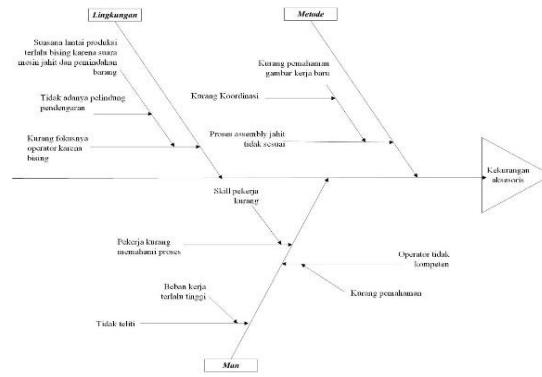 Lingkungan
Metode
Suasana lantai produksi
terlalu bising karena suara
mesin jahit dan pemindahan
barang
Tidak adanya pelindung
pendengaran
Kurang fokusnya
operator karena
bising
Kurang pemahaman
gambar kerja baru
Kurang Koordinasi
Proses assembly jahit
tidak sesuai
Kekurangan
aksesoris
Skill pekerja
kurang
Pekerja kurang
memahami proses
Operator tidak
kompeten
Kurang pemahaman
Beban kerja
terlalu tinggi
Tidak teliti
Man